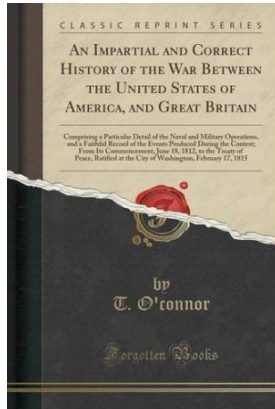 CLASSIC REPRINT SERIES
AN IMPARTIAL AND CORRECT
HISTORY OF THE WAR BETWEEN
THE UNITED STATES OF
AMERICA, AND GREAT BRITAIN
Comprising a Particular Detail of the Naval and Military Operations,
and a Faithful Record of the Events Produced During the Contest;
From Its Commencement, June 18, 1812, to the Treaty of
Peace, Ratified at the City of Washington, February 17, 1815
by
T. O'connor
Forgotten Books